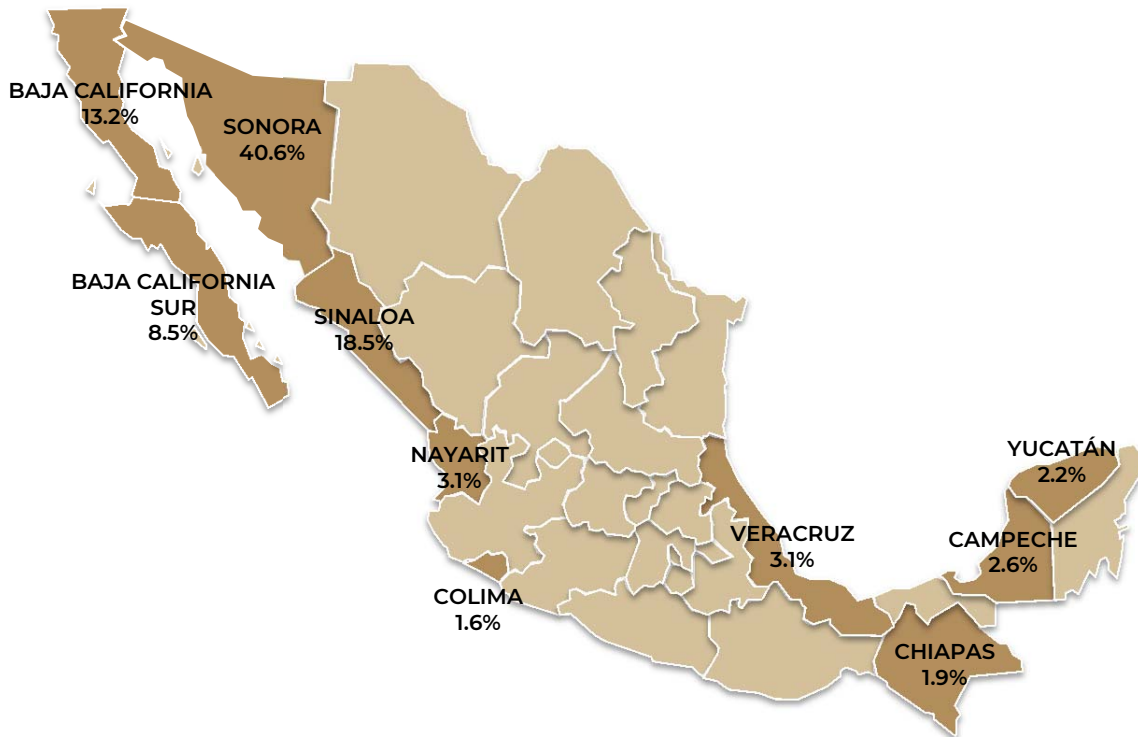 BAJA CALIFORNIA
13.2%
SONORA
40.6%
BAJA CALIFORNIA
SUR
8.5%
SINALOA
18.5%
NAYARIT
3.1%
COLIMA
1.6%
VERACRUZ
3.1%
YUCATÁN
2.2%
CAMPECHE
2.6%
CHIAPAS
1.9%